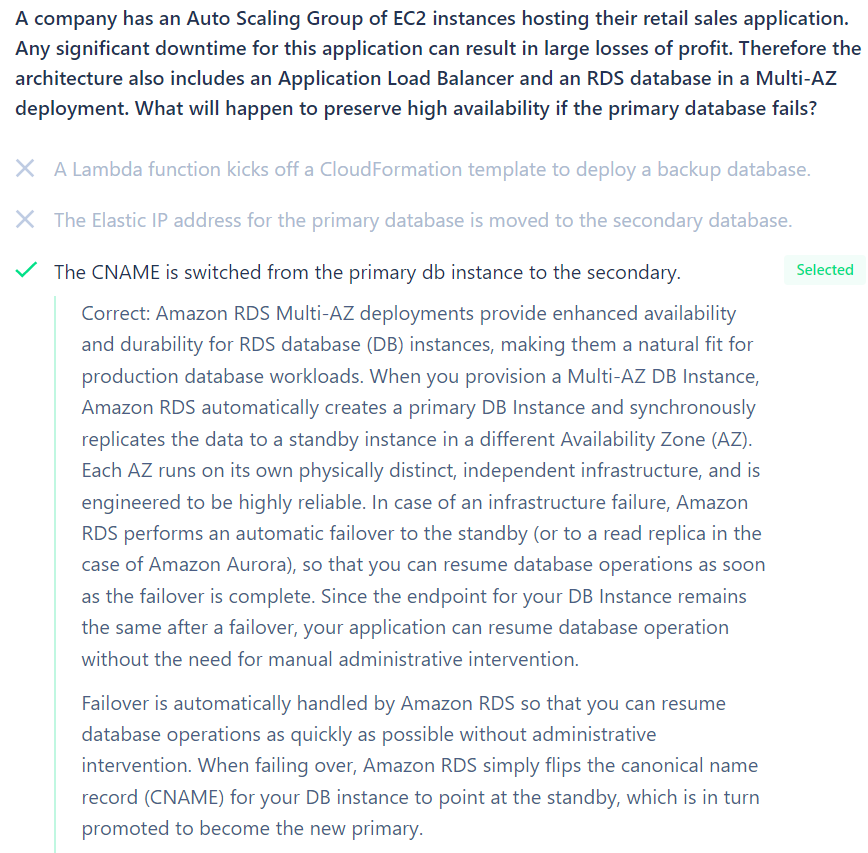 A company has an Auto Scaling Group of EC2 instances hosting their retail sales application.
Any significant downtime for this application can result in large losses of profit. Therefore the
architecture also includes an Application Load Balancer and an RDS database in a Multi-AZ
deployment. What will happen to preserve high availability if the primary database fails?
A Lambda function kicks off a CloudFormation template to deploy a backup database.
The Elastic IP address for the primary database is moved to the secondary database.
The CNAME is switched from the primary db instance to the secondary.
Selected
Correct: Amazon RDS Multi-AZ deployments provide enhanced availability
and durability for RDS database (DB) instances, making them a natural fit for
production database workloads. When you provision a Multi-AZ DB Instance,
Amazon RDS automatically creates a primary DB Instance and synchronously
replicates the data to a standby instance in a different Availability Zone (AZ).
Each AZ runs on its own physically distinct, independent infrastructure, and is
engineered to be highly reliable. In case of an infrastructure failure, Amazon
RDS performs an automatic failover to the standby (or to a read replica in the
case of Amazon Aurora), so that you can resume database operations as soon
as the failover is complete. Since the endpoint for your DB Instance remains
the same after a failover, your application can resume database operation
without the need for manual administrative intervention.
Failover is automatically handled by Amazon RDS so that you can resume
database operations as quickly as possible without administrative
intervention. When failing over, Amazon RDS simply flips the canonical name
record (CNAME) for your DB instance to point at the standby, which is in turn
promoted to become the new primary.